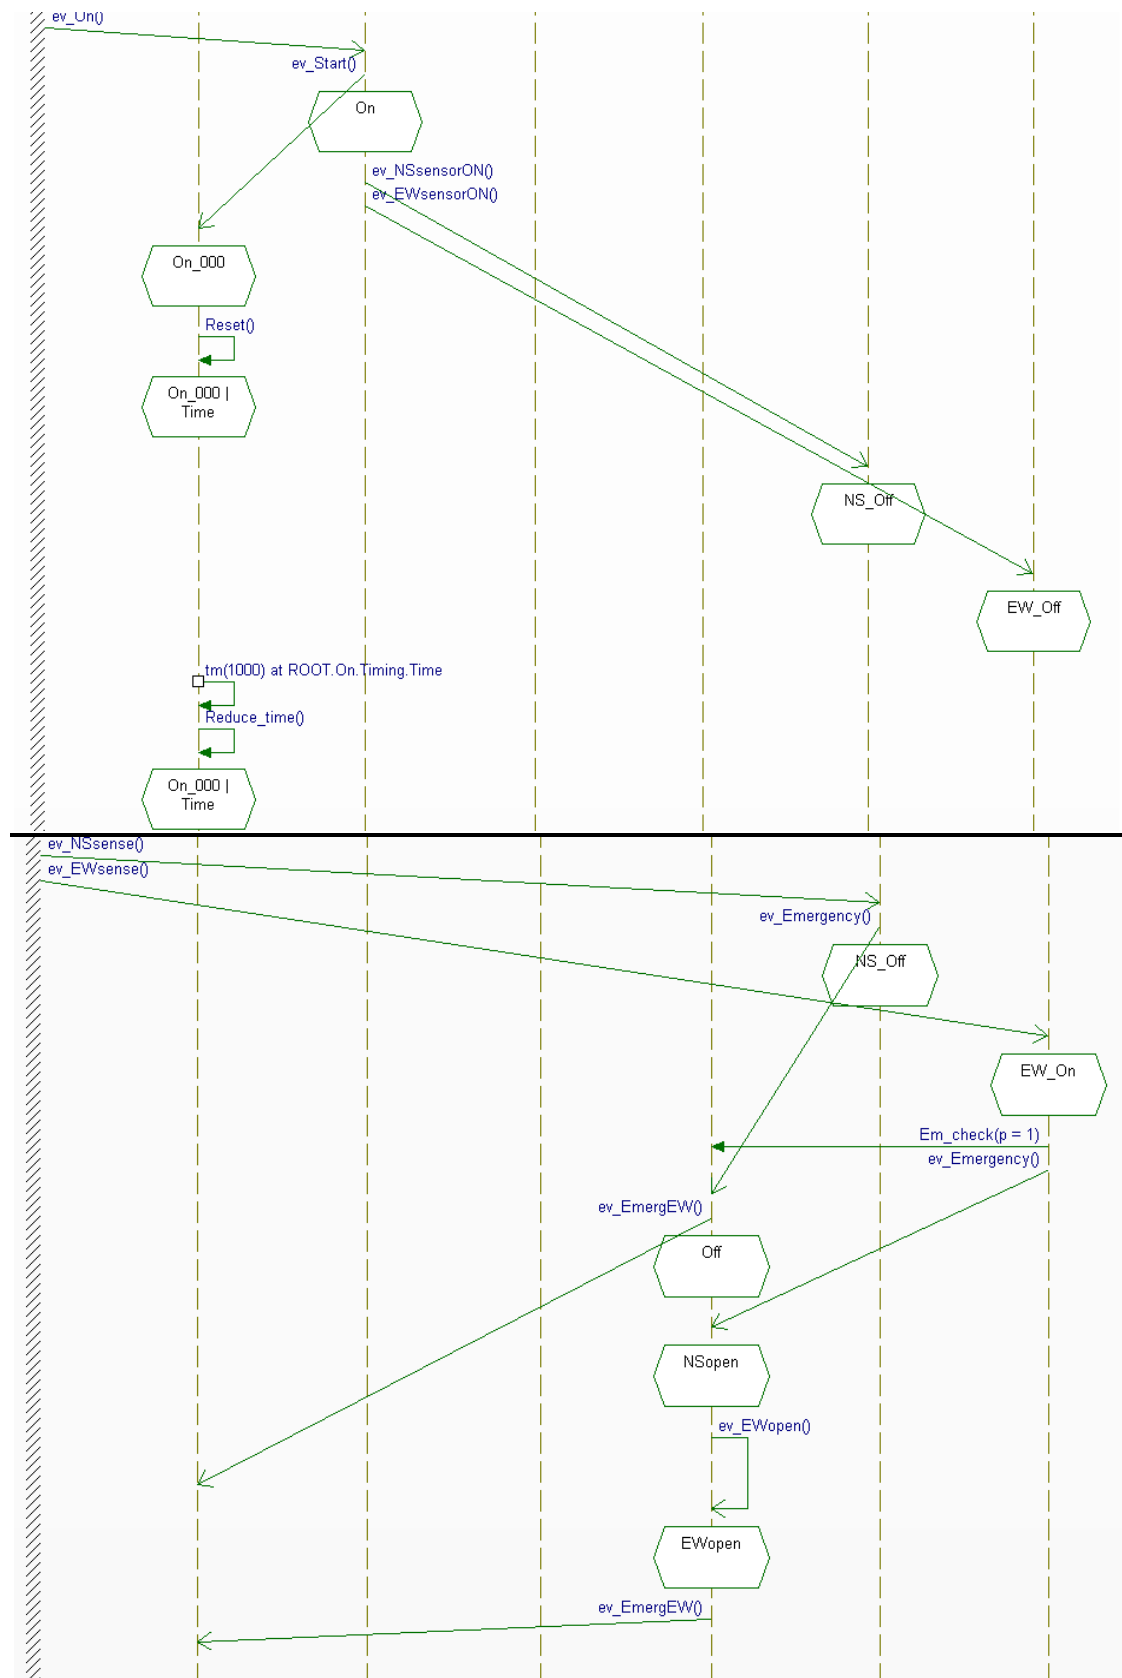 ev_On()
ev_Start()
On
ev_NSsensorON()
ev_EWsensorON()
On_000
Reset()
On_000 |
Time
NS_Off
EW_Off
tm(1000) at ROOT.On.Timing.Time
Reduce_time()
On_000 |
Time
ev_NSsense()
ev_EWsense()
ev_Emergency()
NS_Off
EW_On
Em_check(p = 1)
ev_Emergency()
ev_EmergEW()
Off
NSopen
ev_EWopen()
EWopen
ev_EmergEW()